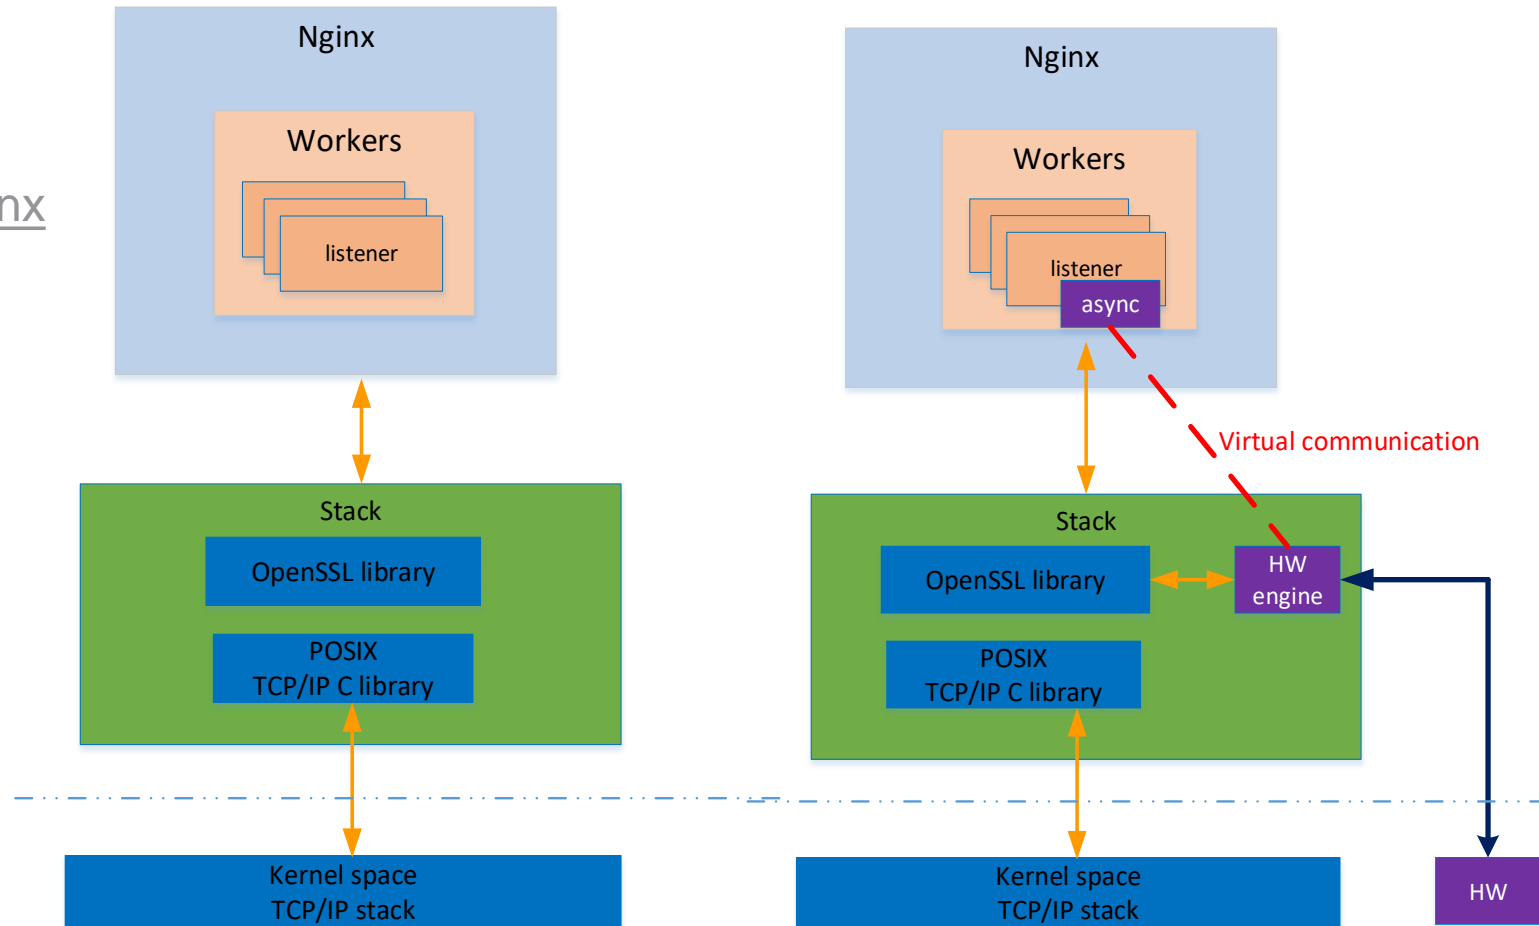 nx
Nginx
Workers
listener
Stack
OpenSSL library
POSIX
TCP/IP C library
Kernel space
TCP/IP stack
Nginx
Workers
listener
async
Virtual communication
Stack
OpenSSL library
HW
engine
POSIX
TCP/IP C library
Kernel space
TCP/IP stack
HW